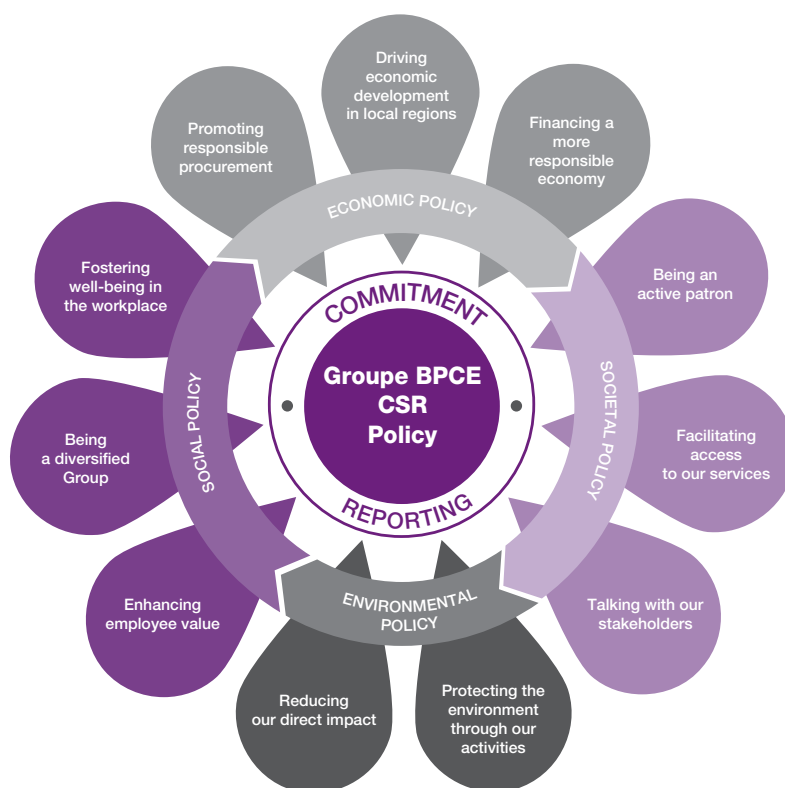 Driving
economic
development
in local regions
Promoting
responsible
procurement
Financing a
more
responsible
economy
ECONOMIC POLICY
Fostering
well-being in
the workplace
Being an
active patron
COMMITMENT
Groupe BPCE
CSR
Policy
REPORTING
SOCIAL POLICY
SOCIETAL POLICY
Being
a diversified
Group
Facilitating
access
to our services
Enhancing
employee value
Talking with our
stakeholders
ENVIRONMENTAL
POLICY
Reducing
our direct impact
Protecting the
environment
through our
activities